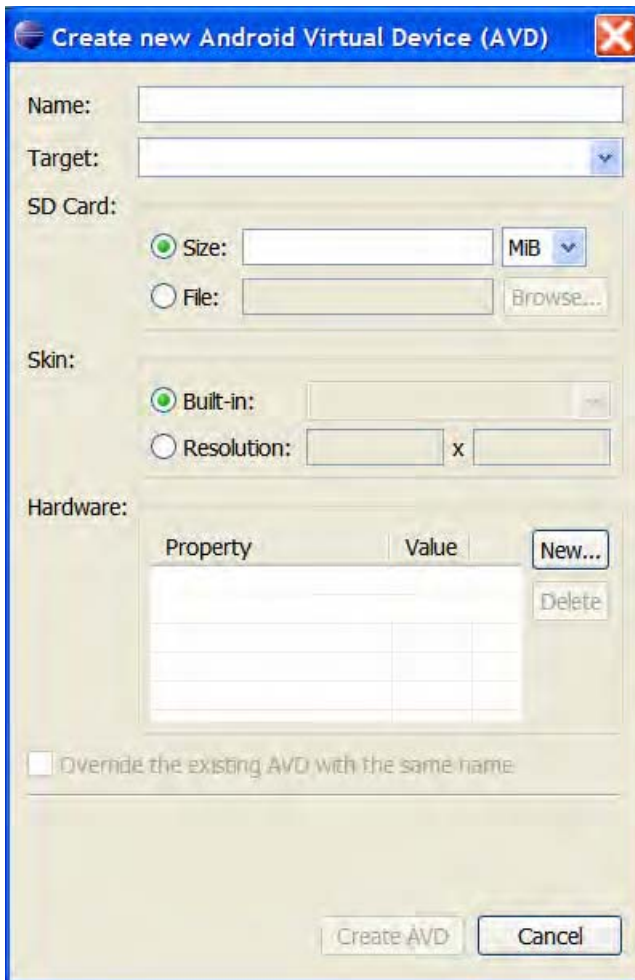 Create new Android Virtual Device (AVD)
Name:
Target:
SD Card:
Size: MiB
File: Browse...
Skin:
Built-in:
Resolution: x
Hardware:
Property Value New...
Delete
Override the existing AVD with the same name
Create AVD Cancel